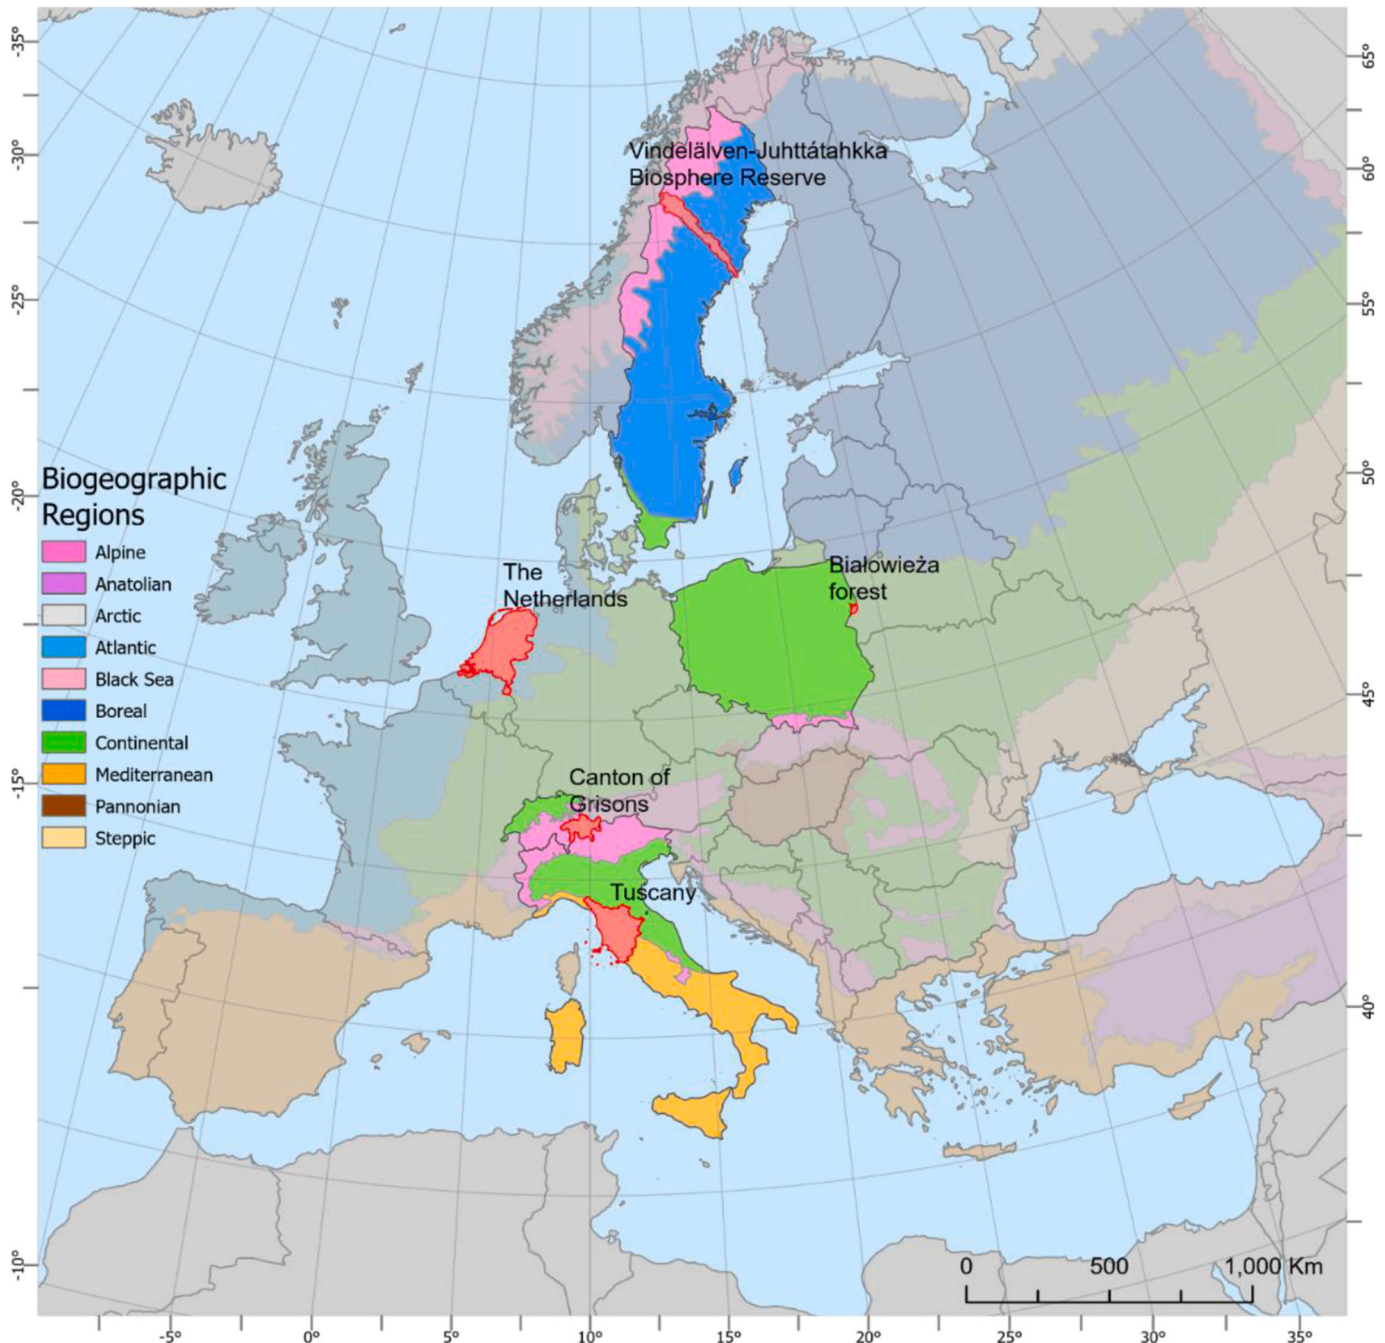 -35°
-30°
-25°
-20°
-15°
-10°
65°
60°
55°
50°
45°
40°
Vindelälven-Juhttátahkka
Biosphere Reserve
Biogeographic
Regions
Alpine
Anatolian
Arctic
Atlantic
Black Sea
Boreal
Continental
Mediterranean
Pannonian
Steppic
The
Netherlands
Białowieża
forest
Canton of
Grisons
Tuscany
0 500 1,000 Km
-5° 0° 5° 10° 15° 20° 25° 30° 35°